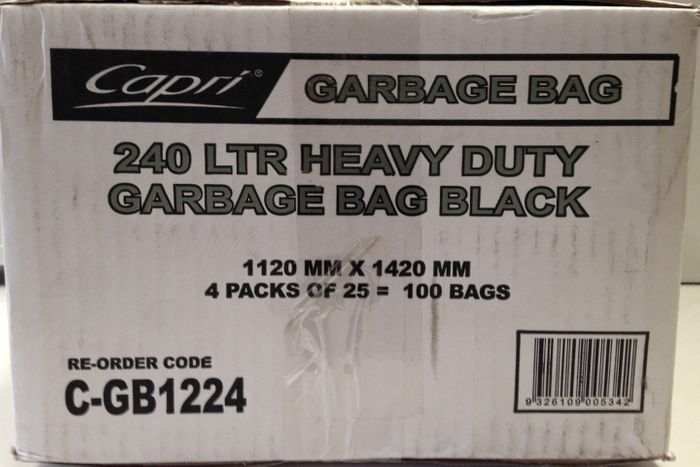 Capri®
GARBAGE BAG
240 LTR HEAVY DUTY
GARBAGE BAG BLACK
1120 MM X 1420 MM
4 PACKS OF 25 = 100 BAGS
RE-ORDER CODE
C-GB1224
9 326109 005342